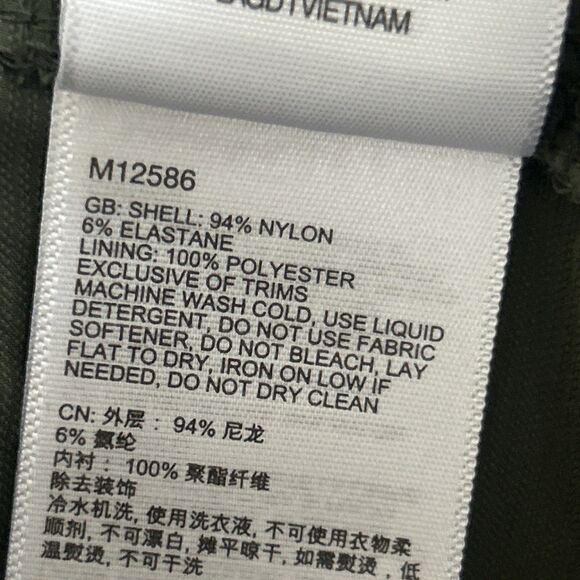 VIETNAM
M12586
GB: SHELL: 94% NYLON
6% ELASTANE
LINING: 100% POLYESTER
EXCLUSIVE OF TRIMS
MACHINE WASH COLD, USE LIQUID
DETERGENT, DO NOT USE FABRIC
SOFTENER, DO NOT BLEACH, LAY
FLAT TO DRY, IRON ON LOW IF
NEEDED, DO NOT DRY CLEAN
CN: 外层： 94% 尼龙
6% 氨纶
内衬： 100% 聚酯纤维
除去装饰
冷水机洗, 使用洗衣液, 不可使用衣物柔
顺剂, 不可漂白, 摊平晾干, 如需熨烫, 低
温熨烫, 不可干洗